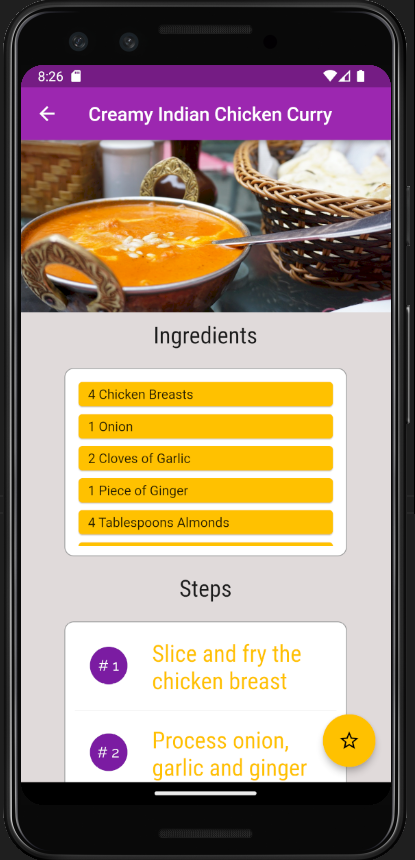 8:26
Creamy Indian Chicken Curry
Ingredients
4 Chicken Breasts
1 Onion
2 Cloves of Garlic
1 Piece of Ginger
4 Tablespoons Almonds
Steps
# 1
Slice and fry the
chicken breast
# 2
Process onion,
garlic and ginger